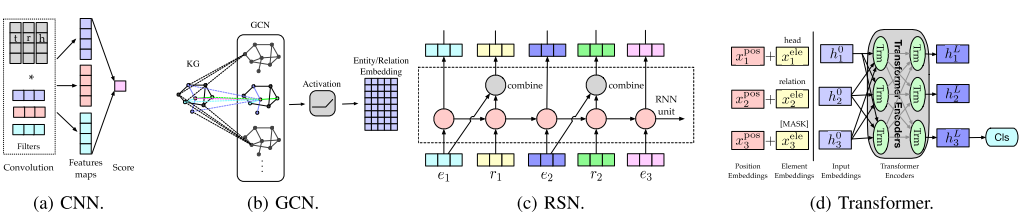 t r h
*
Filters
Convolution
Features
maps
Score
(a) CNN.
GCN
KG
Activation
Entity/Relation
Embedding
(b) GCN.
combine
combine
RNN
unit
e₁ r₁ e₂ r₂ e₃
(c) RSN.
head
x₁ᵖᵒˢ + x₁ᵉˡᵉ
relation
x₂ᵖᵒˢ + x₂ᵉˡᵉ
[MASK]
x₃ᵖᵒˢ + x₃ᵉˡᵉ
Position
Embeddings
Element
Embeddings
h₁⁰
h₂⁰
h₃⁰
Input
Embeddings
Trm Trm
Trm Trm
Trm Trm
Transformer Encoders
Transformer
Encoders
h₁ᴸ
h₂ᴸ
h₃ᴸ
Cls
(d) Transformer.